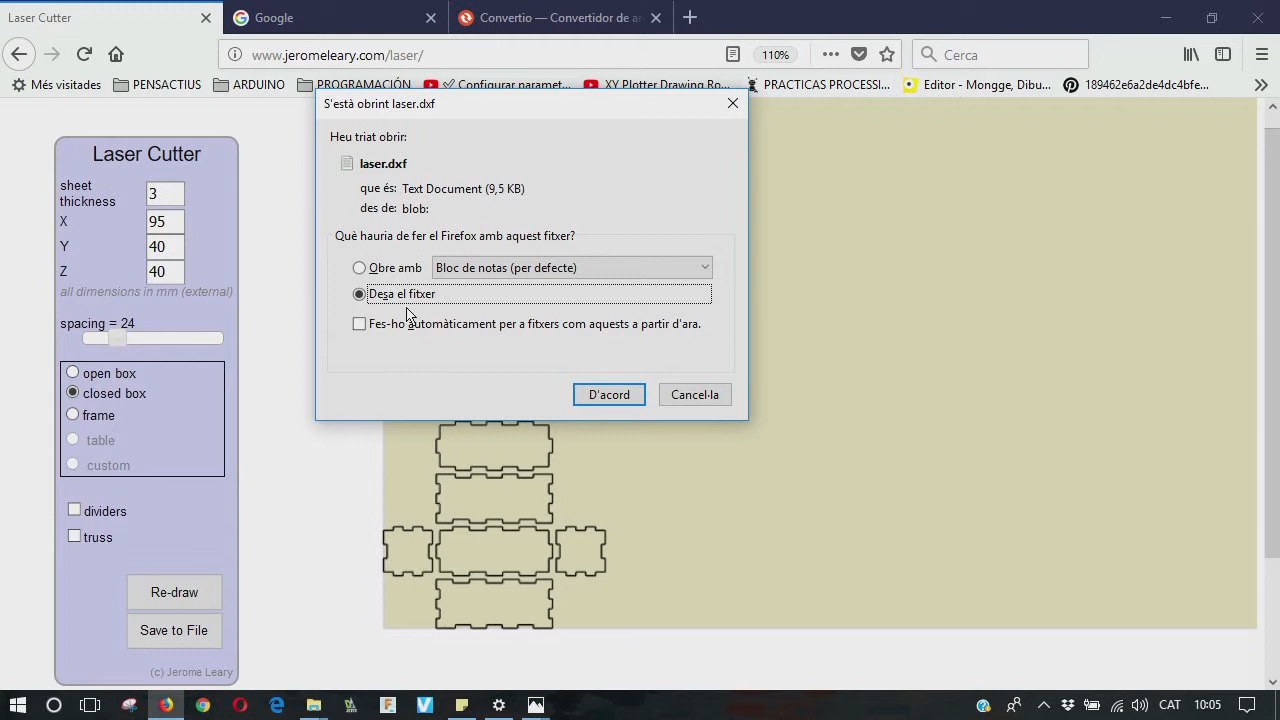 Laser Cutter
Google
Convertio — Convertidor de ar
www.jeromeleary.com/laser/
110%
Cerca
Més visitades
PENSACTIUS
ARDUINO
PROGRAMACIÓN
Configurar paramet...
XY Plotter Drawing Ro...
PRACTICAS PROCESSI...
Editor - Mongge, Dibu...
189462e6a2de4dc4bfe...
S'està obrint laser.dxf
Heu triat obrir:
laser.dxf
que és: Text Document (9,5 KB)
des de: blob:
Què hauria de fer el Firefox amb aquest fitxer?
Obre amb
Bloc de notas (per defecte)
Desa el fitxer
Fes-ho automàticament per a fitxers com aquests a partir d'ara.
D'acord
Cancel·la
Laser Cutter
sheet
thickness
3
X
95
Y
40
Z
40
all dimensions in mm (external)
spacing = 24
open box
closed box
frame
table
custom
dividers
truss
Re-draw
Save to File
(c) Jerome Leary
CAT
10:05